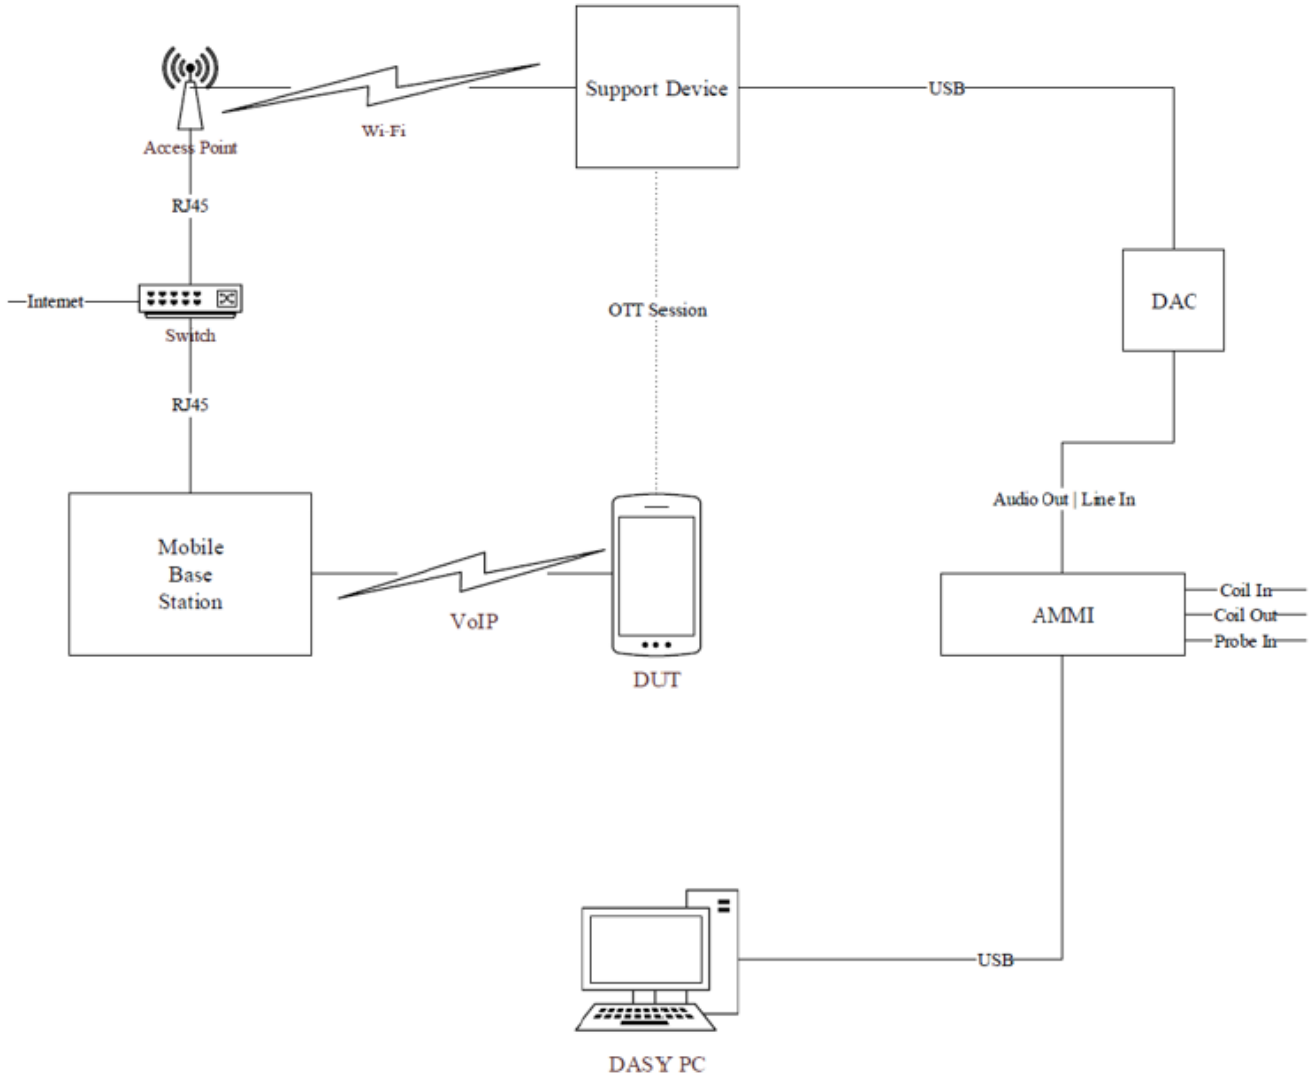 Support Device
USB
Wi-Fi
Access Point
RJ45
Internet
Switch
OTT Session
DAC
RJ45
Audio Out | Line In
Mobile
Base
Station
VoIP
DUT
AMMI
Coil In
Coil Out
Probe In
USB
DASY PC